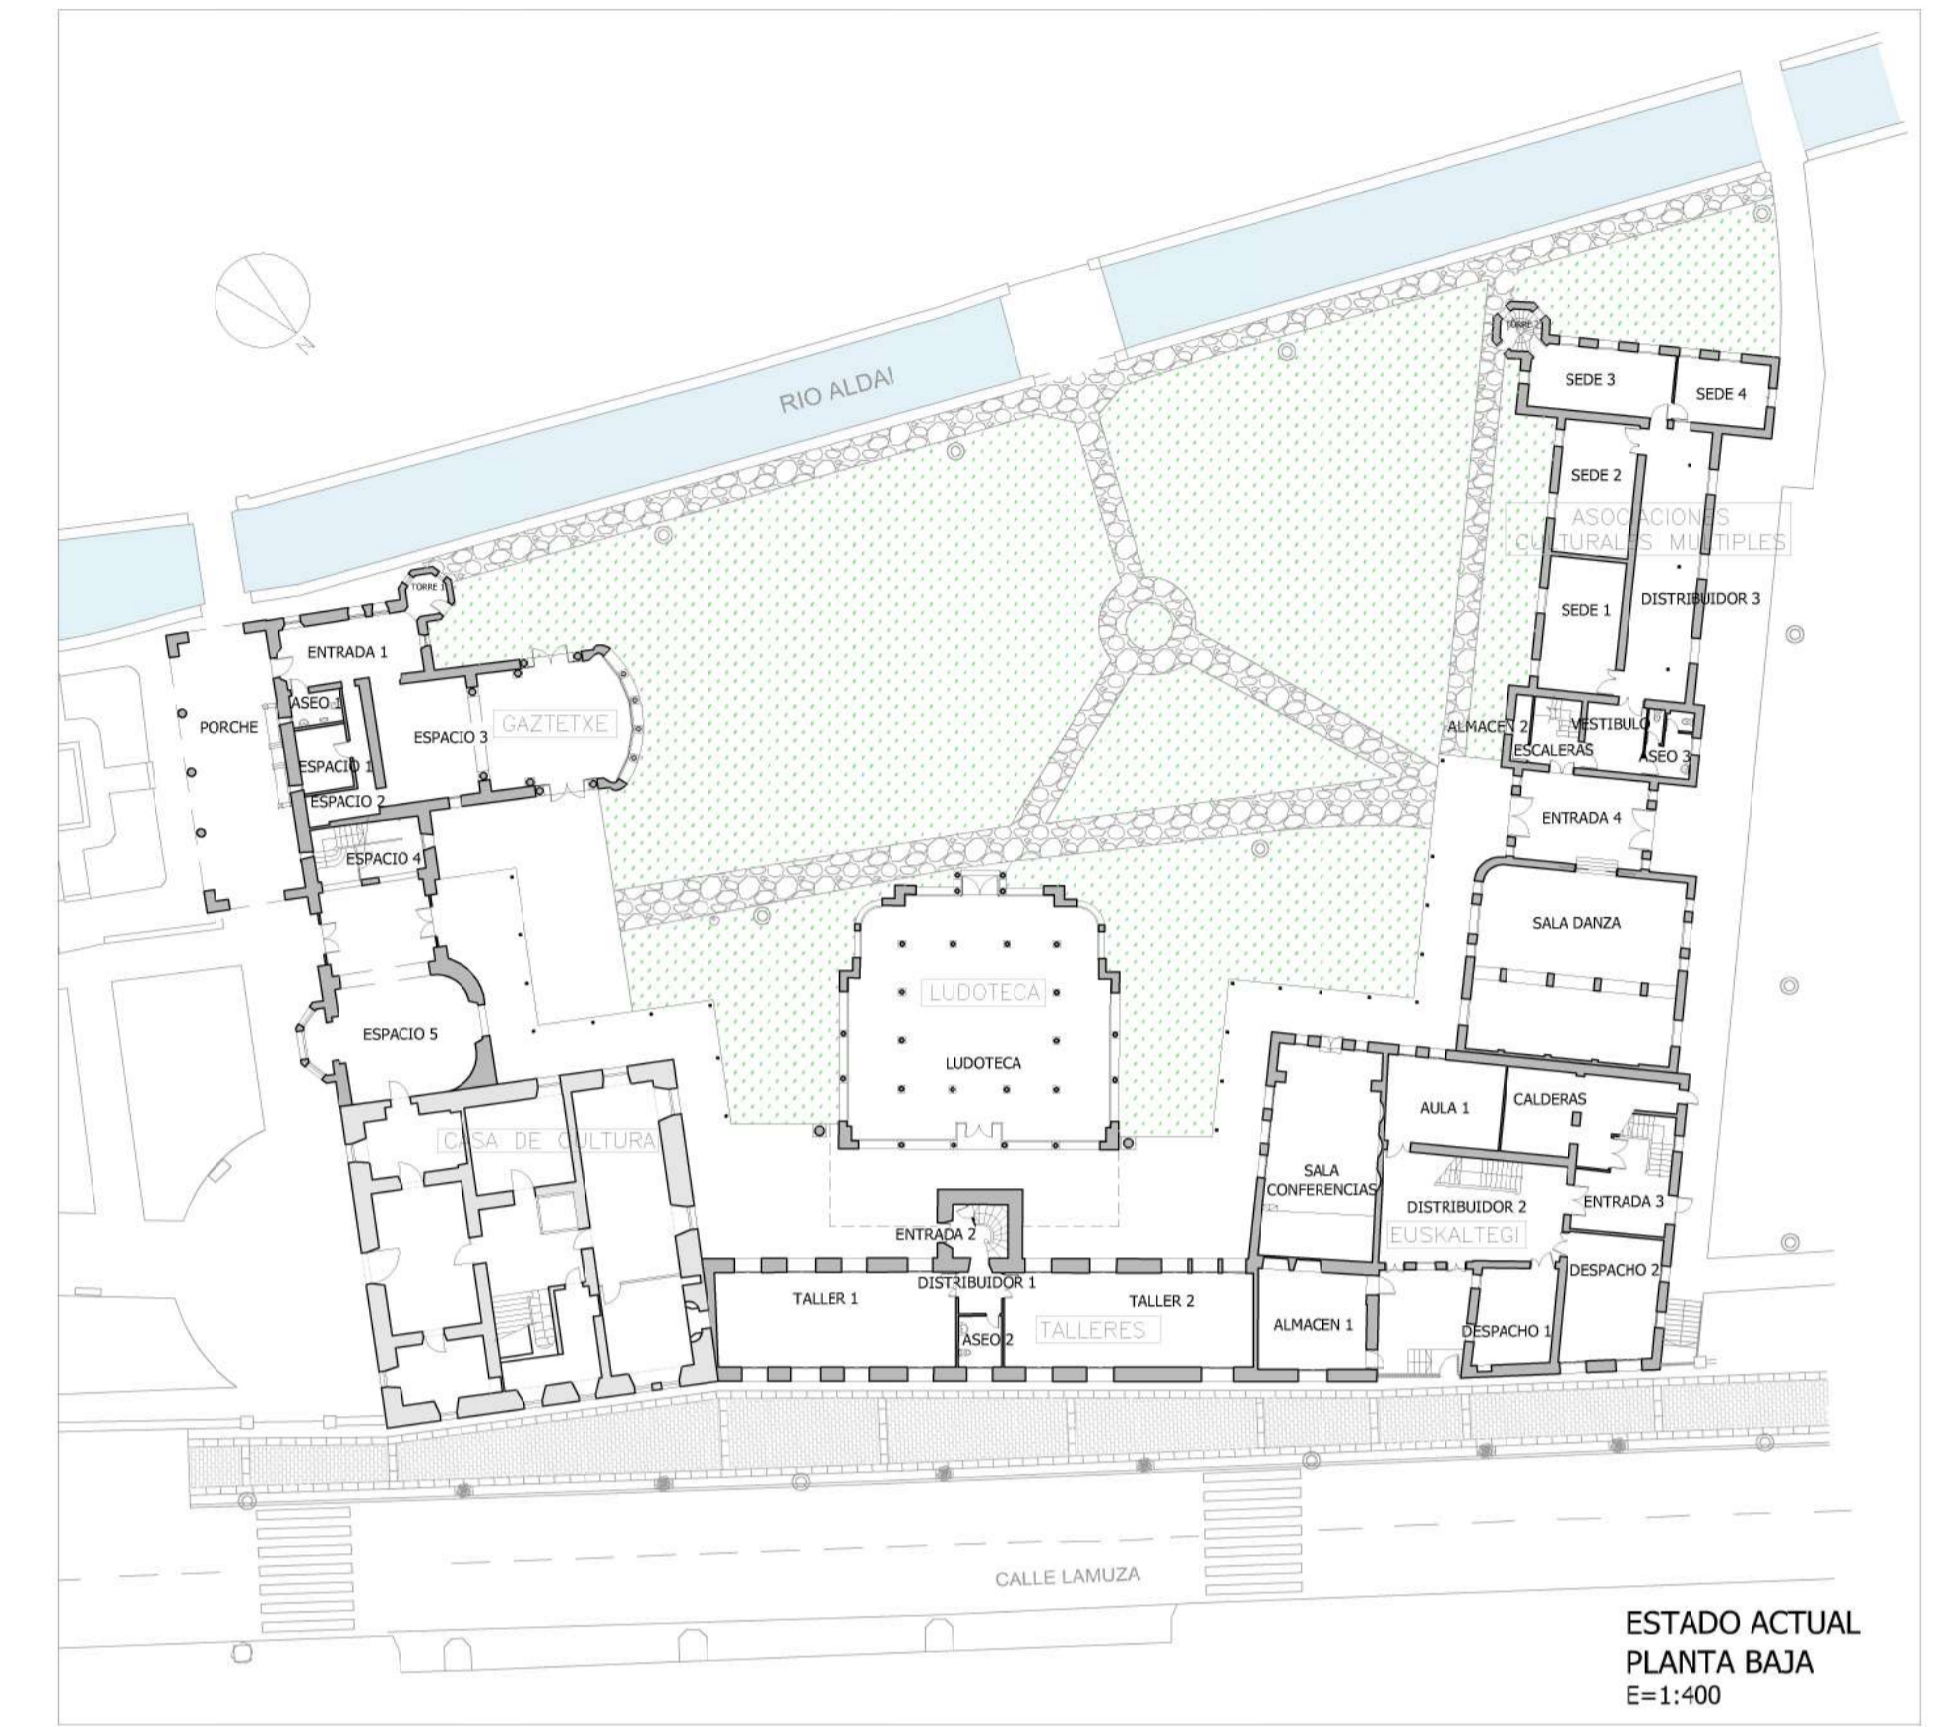 N
RIO ALDAI
TORRE 2
SEDE 3
SEDE 4
SEDE 2
ASOCIACIONES
CULTURALES MULTIPLES
SEDE 1
DISTRIBUIDOR 3
TORRE 1
ENTRADA 1
ASEO 1
PORCHE
GAZTETXE
ESPACIO 3
ESPACIO 1
ESPACIO 2
ESPACIO 4
ALMACEN 2
VESTIBULO
ESCALERAS
ASEO 3
ENTRADA 4
SALA DANZA
LUDOTECA
ESPACIO 5
LUDOTECA
CASA DE CULTURA
AULA 1
CALDERAS
SALA
CONFERENCIAS
DISTRIBUIDOR 2
ENTRADA 3
EUSKALTEGI
ENTRADA 2
DISTRIBUIDOR 1
DESPACHO 2
TALLER 1
TALLER 2
TALLERES
ASEO 2
ALMACEN 1
DESPACHO 1
CALLE LAMUZA
ESTADO ACTUAL
PLANTA BAJA
E=1:400